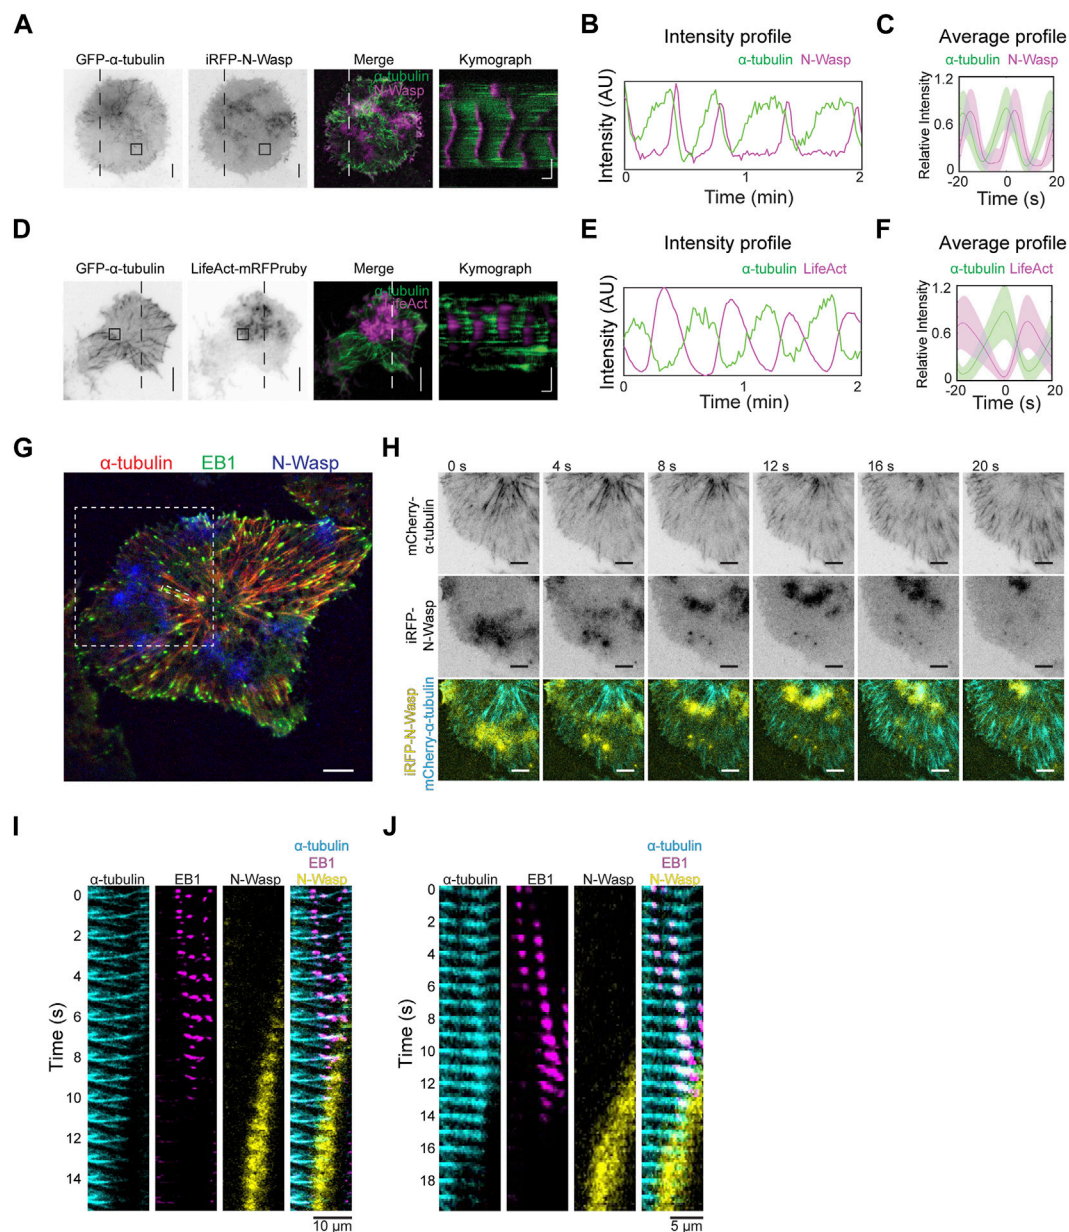 A
GFP-α-tubulin
iRFP-N-Wasp
Merge
α-tubulin
N-Wasp
Kymograph
B
Intensity profile
α-tubulin N-Wasp
Intensity (AU)
0 1 2
Time (min)
C
Average profile
α-tubulin N-Wasp
Relative Intensity
1.2
0.6
0
-20 0 20
Time (s)
D
GFP-α-tubulin
LifeAct-mRFPruby
Merge
α-tubulin
LifeAct
Kymograph
E
Intensity profile
α-tubulin LifeAct
Intensity (AU)
0 1 2
Time (min)
F
Average profile
α-tubulin LifeAct
Relative Intensity
1.2
0.6
0
-20 0 20
Time (s)
G
α-tubulin EB1 N-Wasp
H
0 s 4 s 8 s 12 s 16 s 20 s
mCherry-
α-tubulin
iRFP-
N-Wasp
iRFP-N-Wasp
mCherry-α-tubulin
I
α-tubulin
EB1
N-Wasp
α-tubulin
EB1
N-Wasp
Time (s)
0
2
4
6
8
10
12
14
10 µm
J
α-tubulin
EB1
N-Wasp
α-tubulin
EB1
N-Wasp
Time (s)
0
2
4
6
8
10
12
14
16
18
5 µm